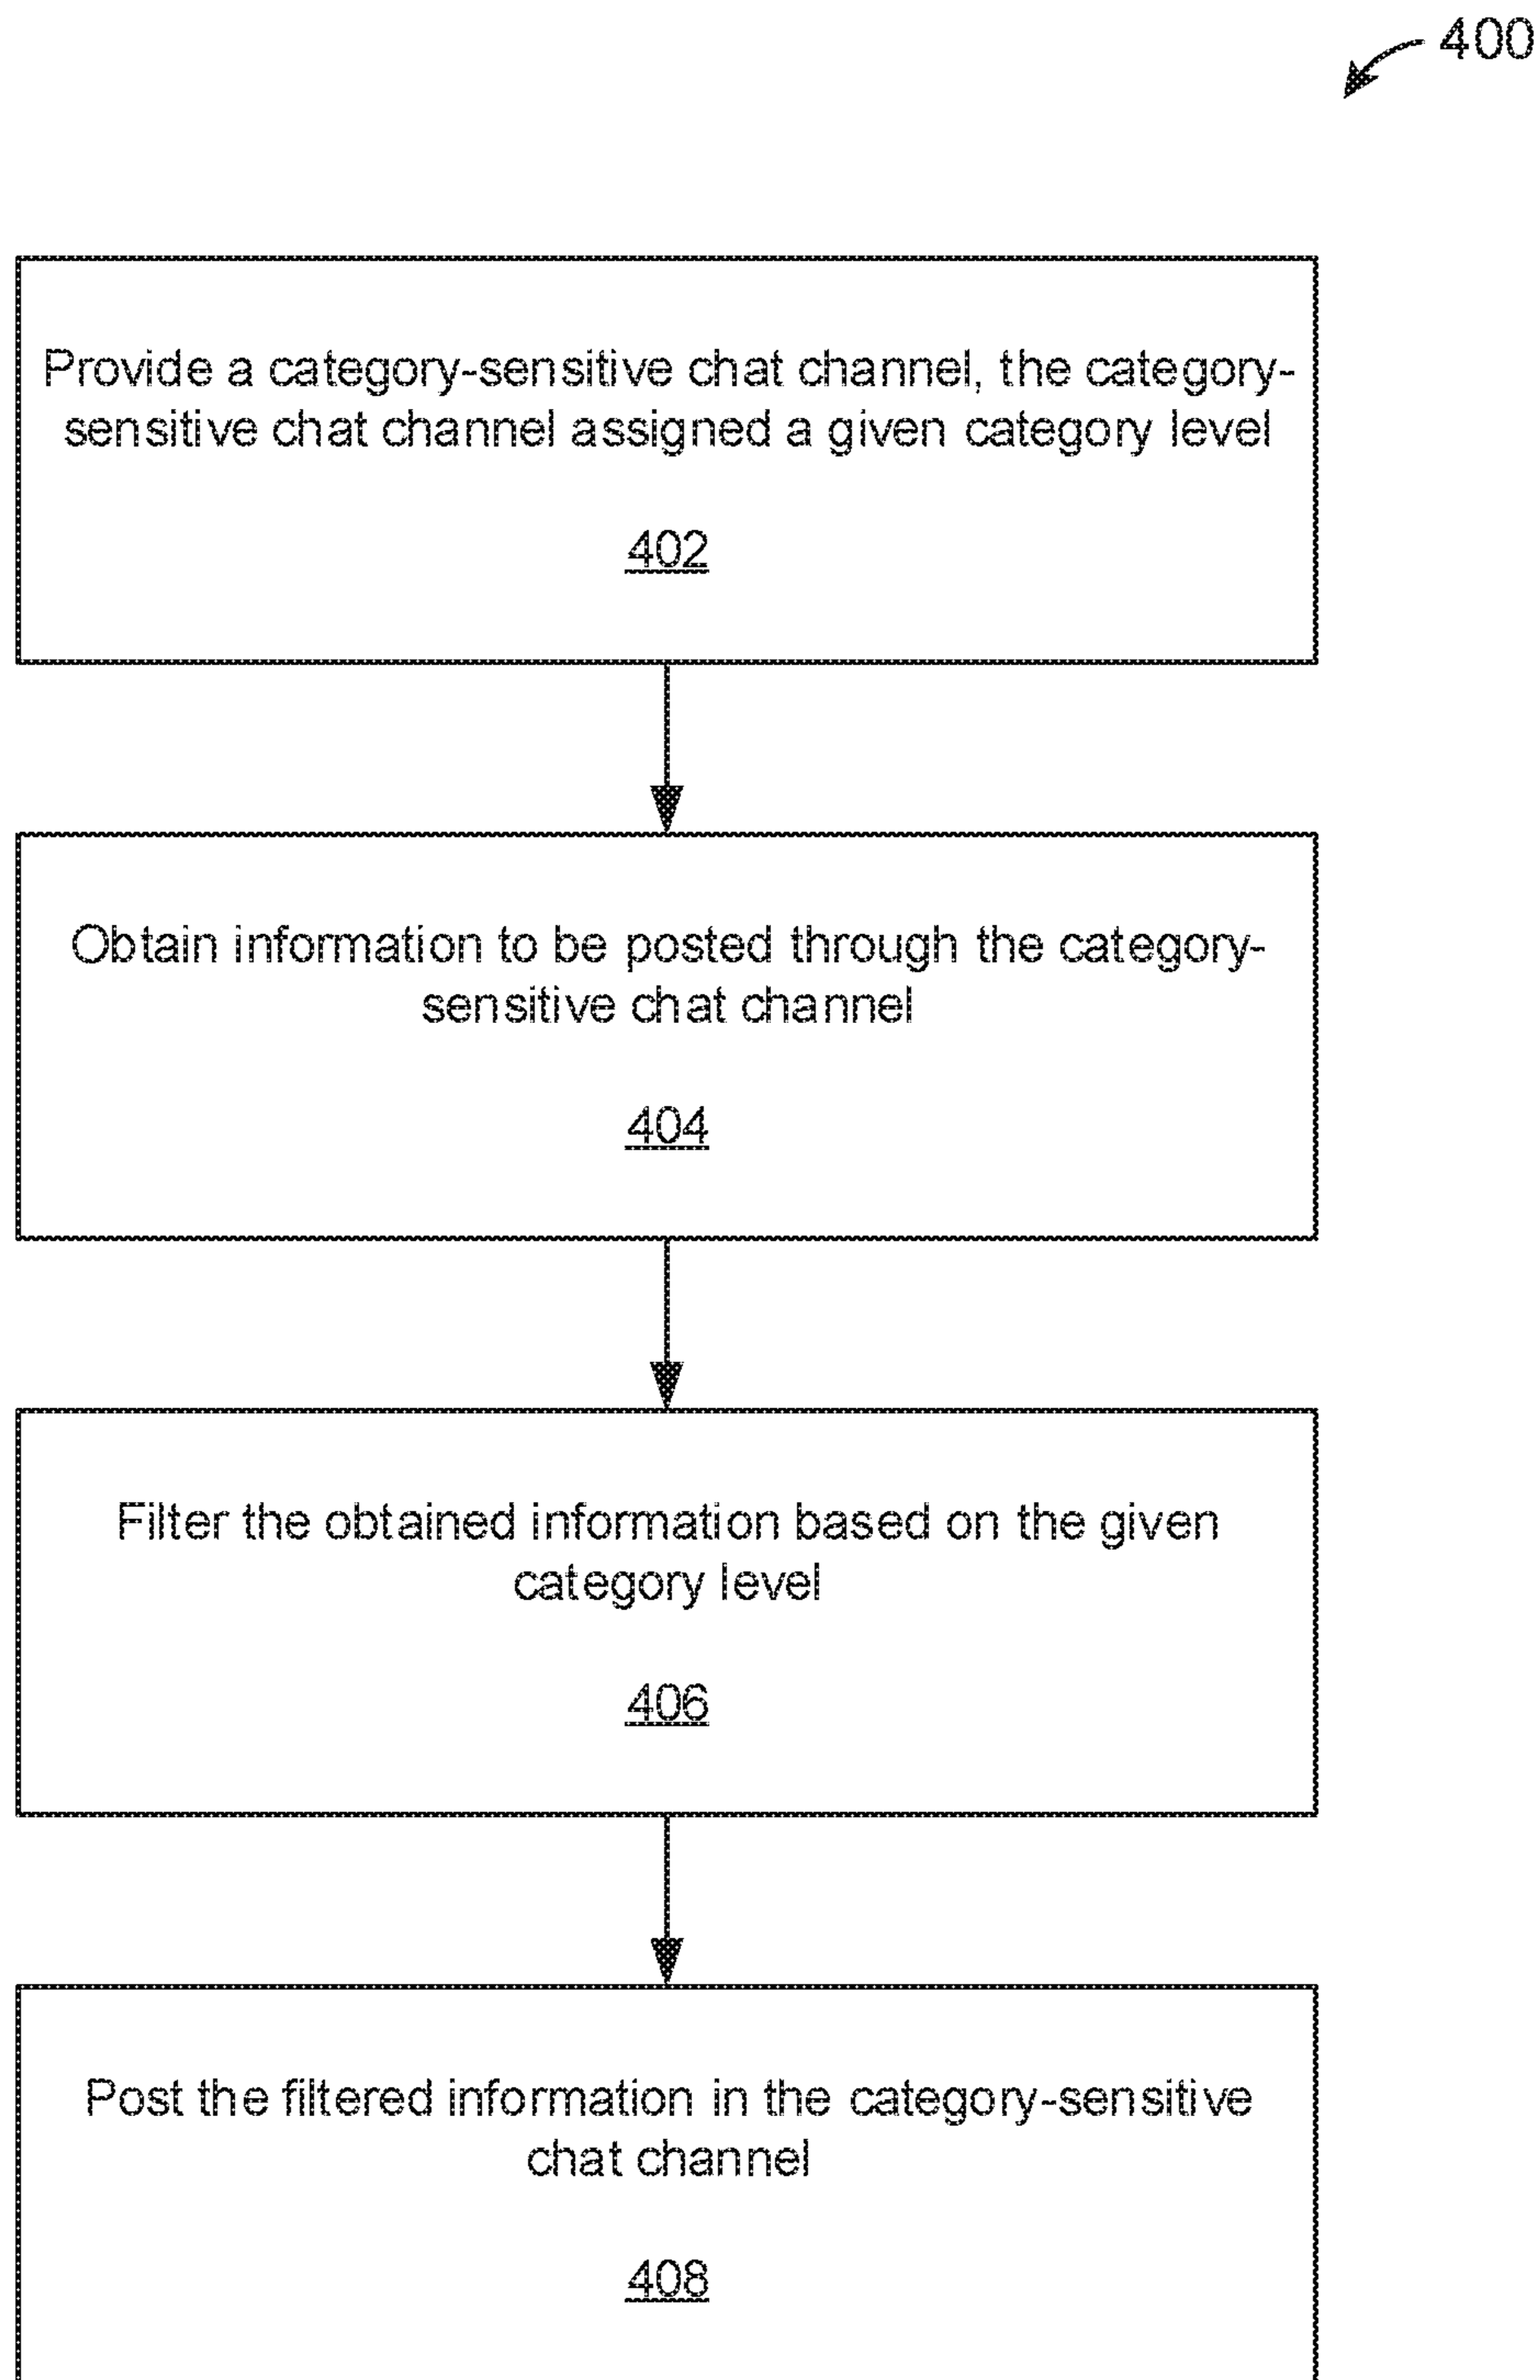 400
Provide a category-sensitive chat channel, the category-
sensitive chat channel assigned a given category level
402
Obtain information to be posted through the category-
sensitive chat channel
404
Filter the obtained information based on the given
category level
406
Post the filtered information in the category-sensitive
chat channel
408